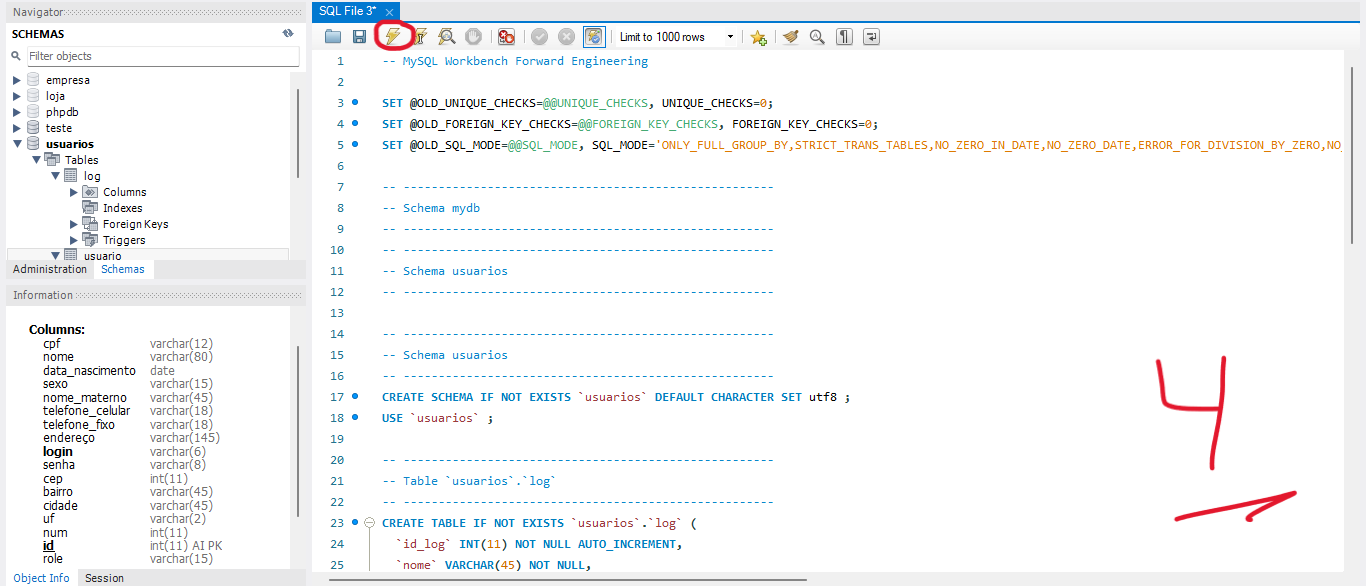 Navigator
SCHEMAS
Filter objects
empresa
loja
phpdb
teste
usuarios
Tables
log
Columns
Indexes
Foreign Keys
Triggers
usuario
Administration Schemas
Information
Columns:
cpf varchar(12)
nome varchar(80)
data_nascimento date
sexo varchar(15)
nome_materno varchar(45)
telefone_celular varchar(18)
telefone_fixo varchar(18)
endereço varchar(145)
login varchar(6)
senha varchar(8)
cep int(11)
bairro varchar(45)
cidade varchar(45)
uf varchar(2)
num int(11)
id int(11) AI PK
role varchar(15)
Object Info Session
SQL File 3*
Limit to 1000 rows
1 -- MySQL Workbench Forward Engineering
2
3 SET @OLD_UNIQUE_CHECKS=@@UNIQUE_CHECKS, UNIQUE_CHECKS=0;
4 SET @OLD_FOREIGN_KEY_CHECKS=@@FOREIGN_KEY_CHECKS, FOREIGN_KEY_CHECKS=0;
5 SET @OLD_SQL_MODE=@@SQL_MODE, SQL_MODE='ONLY_FULL_GROUP_BY,STRICT_TRANS_TABLES,NO_ZERO_IN_DATE,NO_ZERO_DATE,ERROR_FOR_DIVISION_BY_ZERO,NO_
6
7 -- -----------------------------------------------------
8 -- Schema mydb
9 -- -----------------------------------------------------
10 -- -----------------------------------------------------
11 -- Schema usuarios
12 -- -----------------------------------------------------
13
14 -- -----------------------------------------------------
15 -- Schema usuarios
16 -- -----------------------------------------------------
17 CREATE SCHEMA IF NOT EXISTS `usuarios` DEFAULT CHARACTER SET utf8 ;
18 USE `usuarios` ;
19
20 -- -----------------------------------------------------
21 -- Table `usuarios`.`log`
22 -- -----------------------------------------------------
23 CREATE TABLE IF NOT EXISTS `usuarios`.`log` (
24 `id_log` INT(11) NOT NULL AUTO_INCREMENT,
25 `nome` VARCHAR(45) NOT NULL,
4